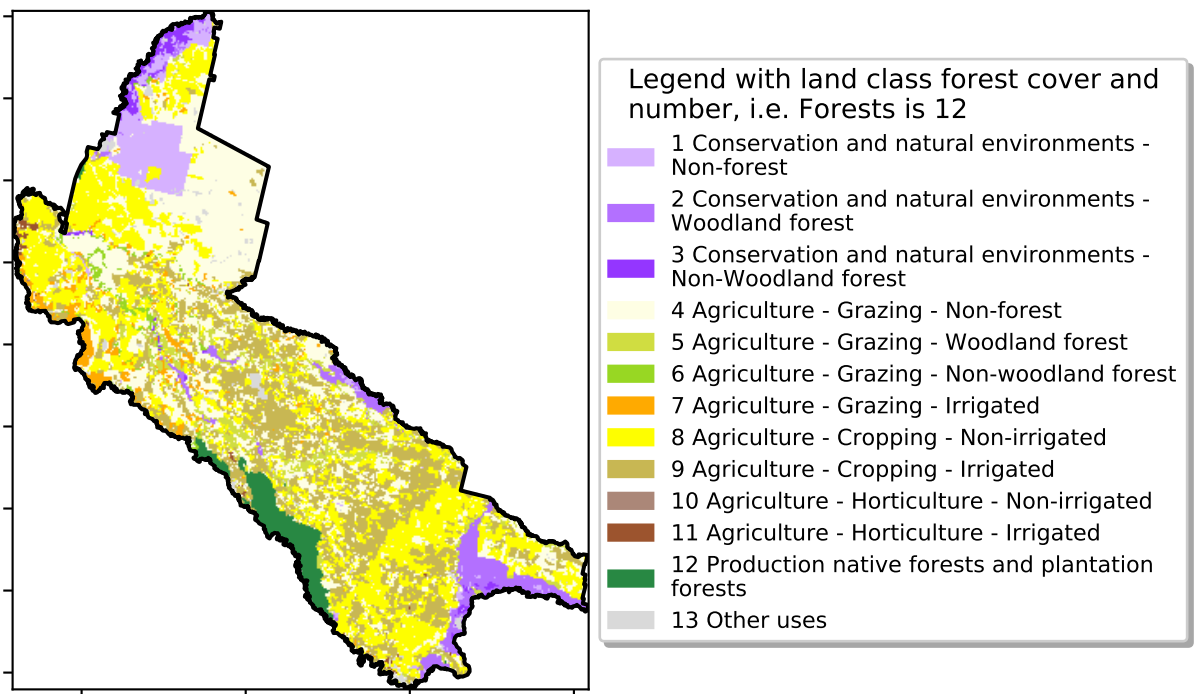 Legend with land class forest cover and
number, i.e. Forests is 12
1 Conservation and natural environments -
Non-forest
2 Conservation and natural environments -
Woodland forest
3 Conservation and natural environments -
Non-Woodland forest
4 Agriculture - Grazing - Non-forest
5 Agriculture - Grazing - Woodland forest
6 Agriculture - Grazing - Non-woodland forest
7 Agriculture - Grazing - Irrigated
8 Agriculture - Cropping - Non-irrigated
9 Agriculture - Cropping - Irrigated
10 Agriculture - Horticulture - Non-irrigated
11 Agriculture - Horticulture - Irrigated
12 Production native forests and plantation
forests
13 Other uses